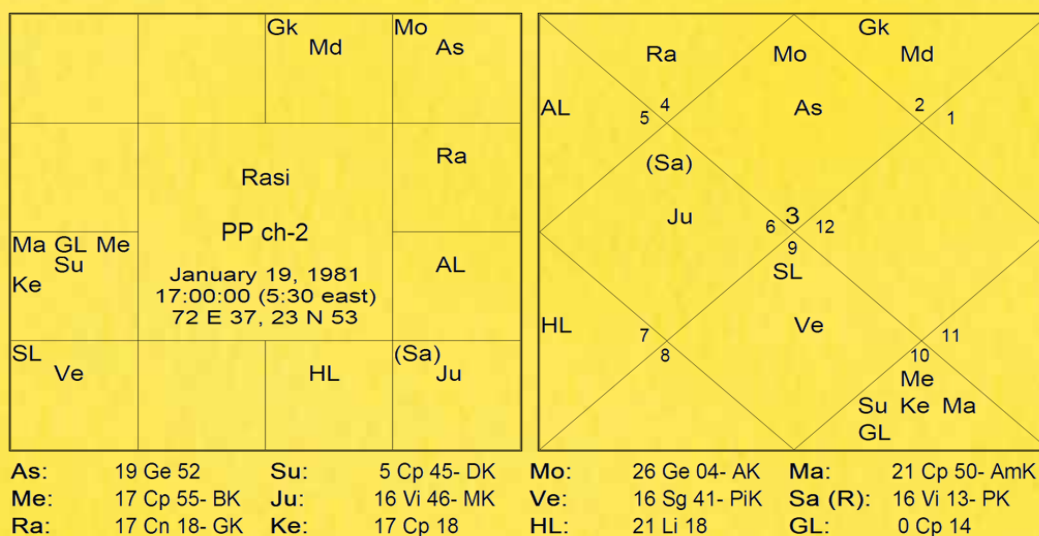 Gk Md
Mo As
Rasi
Ra
PP ch-2
Ma GL Me
Su
Ke
January 19, 1981
17:00:00 (5:30 east)
72 E 37, 23 N 53
AL
SL
Ve
HL
(Sa)
Ju
Gk
Ra Mo Md
AL 4 As 2
5 1
(Sa)
Ju 6 3 12
9
SL
HL 7 Ve 11
8 10
Me
Su Ke Ma
GL
As: 19 Ge 52 Su: 5 Cp 45- DK Mo: 26 Ge 04- AK Ma: 21 Cp 50- AmK
Me: 17 Cp 55- BK Ju: 16 Vi 46- MK Ve: 16 Sg 41- PiK Sa (R): 16 Vi 13- PK
Ra: 17 Cn 18- GK Ke: 17 Cp 18 HL: 21 Li 18 GL: 0 Cp 14